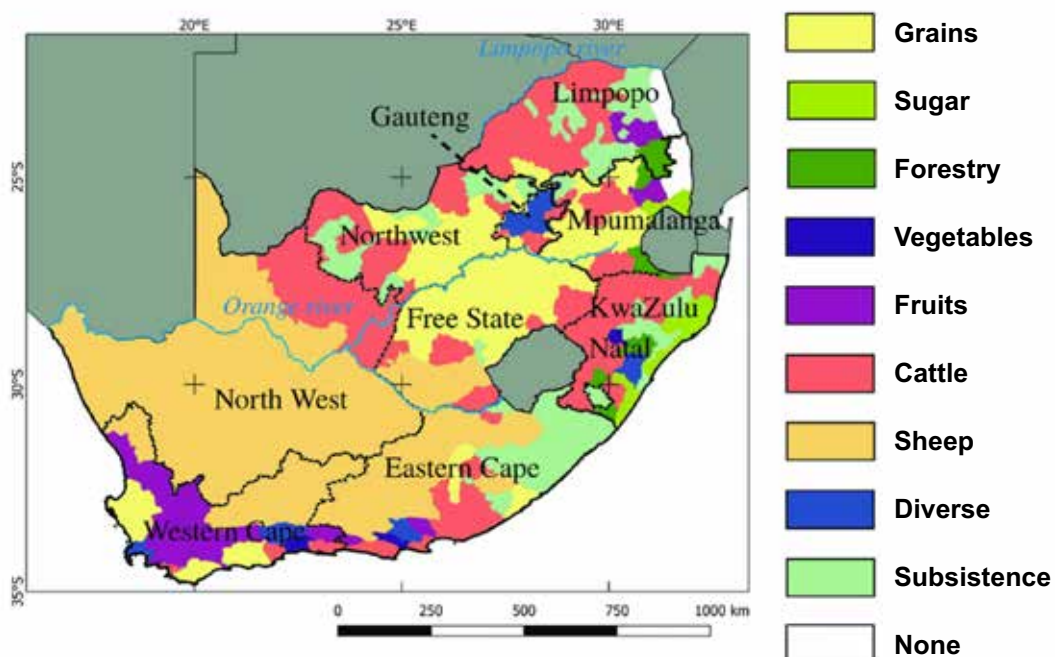 20°E
25°E
30°E
Limpopo river
Limpopo
Gauteng
25°S
Mpumalanga
Northwest
Orange river
Free State
KwaZulu
Natal
30°S
North West
Eastern Cape
Western Cape
35°S
0 250 500 750 1000 km
Grains
Sugar
Forestry
Vegetables
Fruits
Cattle
Sheep
Diverse
Subsistence
None